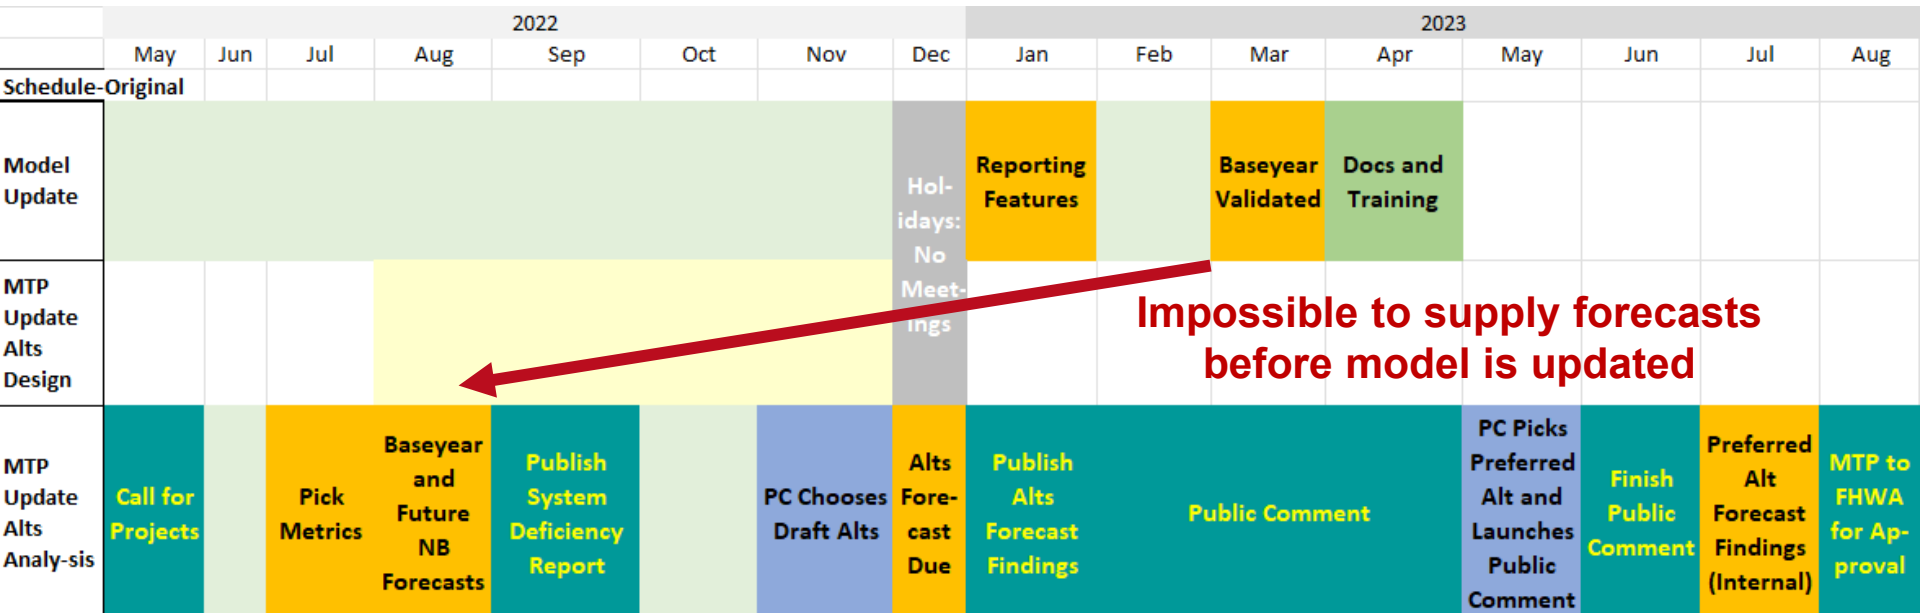 2022
2023
May Jun Jul Aug Sep Oct Nov Dec Jan Feb Mar Apr May Jun Jul Aug
Schedule-Original
Model
Update
Hol-
idays:
No
Meet-
ings
Reporting
Features
Baseyear
Validated
Docs and
Training
MTP
Update
Alts
Design
Impossible to supply forecasts
before model is updated
MTP
Update
Alts
Analy-sis
Call for
Projects
Pick
Metrics
Baseyear
and
Future
NB
Forecasts
Publish
System
Deficiency
Report
PC Chooses
Draft Alts
Alts
Fore-
cast
Due
Publish
Alts
Forecast
Findings
Public Comment
PC Picks
Preferred
Alt and
Launches
Public
Comment
Finish
Public
Comment
Preferred
Alt
Forecast
Findings
(Internal)
MTP to
FHWA
for Ap-
proval